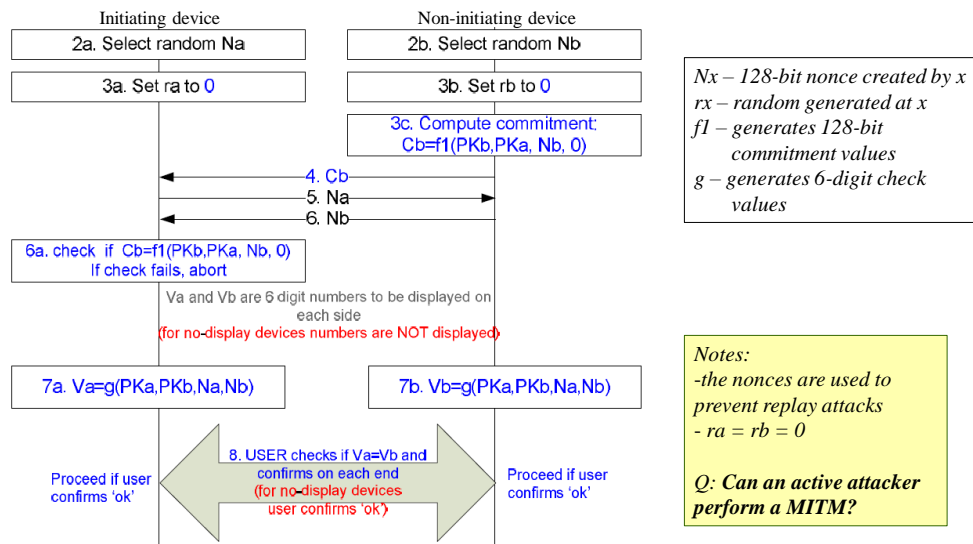 Initiating device
Non-initiating device
2a. Select random Na
2b. Select random Nb
3a. Set ra to 0
3b. Set rb to 0
3c. Compute commitment:
Cb=f1(PKb,PKa, Nb, 0)
4. Cb
5. Na
6. Nb
6a. check if Cb=f1(PKb,PKa, Nb, 0)
If check fails, abort
Va and Vb are 6 digit numbers to be displayed on
each side
(for no-display devices numbers are NOT displayed)
7a. Va=g(PKa,PKb,Na,Nb)
7b. Vb=g(PKa,PKb,Na,Nb)
8. USER checks if Va=Vb and
confirms on each end
(for no-display devices
user confirms 'ok')
Proceed if user
confirms 'ok'
Proceed if user
confirms 'ok'
Nx – 128-bit nonce created by x
rx – random generated at x
f1 – generates 128-bit
commitment values
g – generates 6-digit check
values
Notes:
-the nonces are used to
prevent replay attacks
- ra = rb = 0
Q: Can an active attacker
perform a MITM?